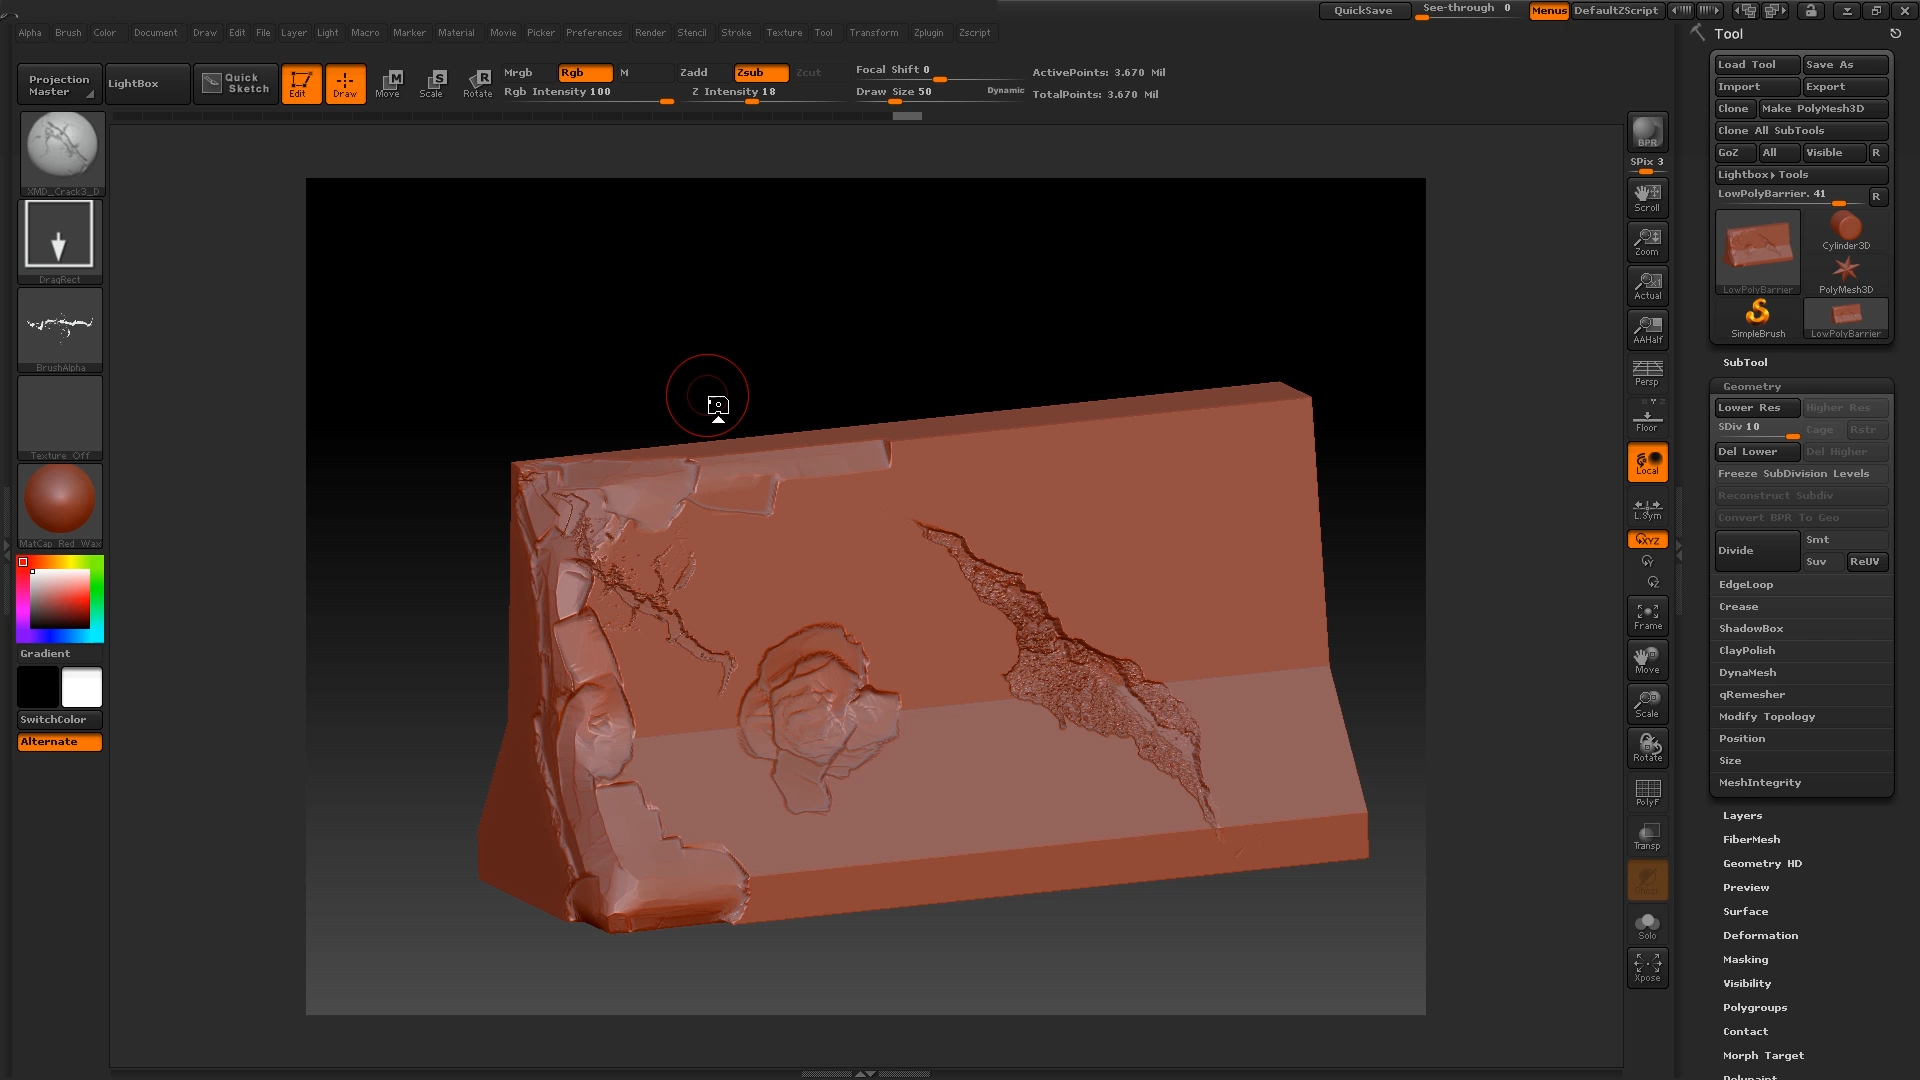 QuickSave See-through 0 Menus DefaultZScript
Alpha Brush Color Document Draw Edit File Layer Light Macro Marker Material Movie Picker Preferences Render Stencil Stroke Texture Tool Transform Zplugin Zscript
Projection Master
LightBox
Quick Sketch
Edit
Draw
Move
Scale
Rotate
Mrgb Rgb M
Rgb Intensity 100
Zadd Zsub Zcut
Z Intensity 18
Focal Shift 0
Draw Size 50 Dynamic
ActivePoints: 3.670 Mil
TotalPoints: 3.670 Mil
XMD_Crack3_D
DragRect
BrushAlpha
Texture Off
MatCap Red Wax
Gradient
SwitchColor
Alternate
BPR
SPix 3
Scroll
Zoom
Actual
AAHalf
Persp
Floor
Local
L.Sym
XYZ
Y
Z
Frame
Move
Scale
Rotate
PolyF
Transp
Ghost
Solo
Xpose
Tool
Load Tool Save As
Import Export
Clone Make PolyMesh3D
Clone All SubTools
GoZ All Visible R
Lightbox▸Tools
LowPolyBarrier. 41 R
LowPolyBarrier Cylinder3D
PolyMesh3D
SimpleBrush LowPolyBarrier
SubTool
Geometry
Lower Res Higher Res
SDiv 10 Cage Rstr
Del Lower Del Higher
Freeze SubDivision Levels
Reconstruct Subdiv
Convert BPR To Geo
Divide Smt
Suv ReUV
EdgeLoop
Crease
ShadowBox
ClayPolish
DynaMesh
qRemesher
Modify Topology
Position
Size
MeshIntegrity
Layers
FiberMesh
Geometry HD
Preview
Surface
Deformation
Masking
Visibility
Polygroups
Contact
Morph Target
Polypaint